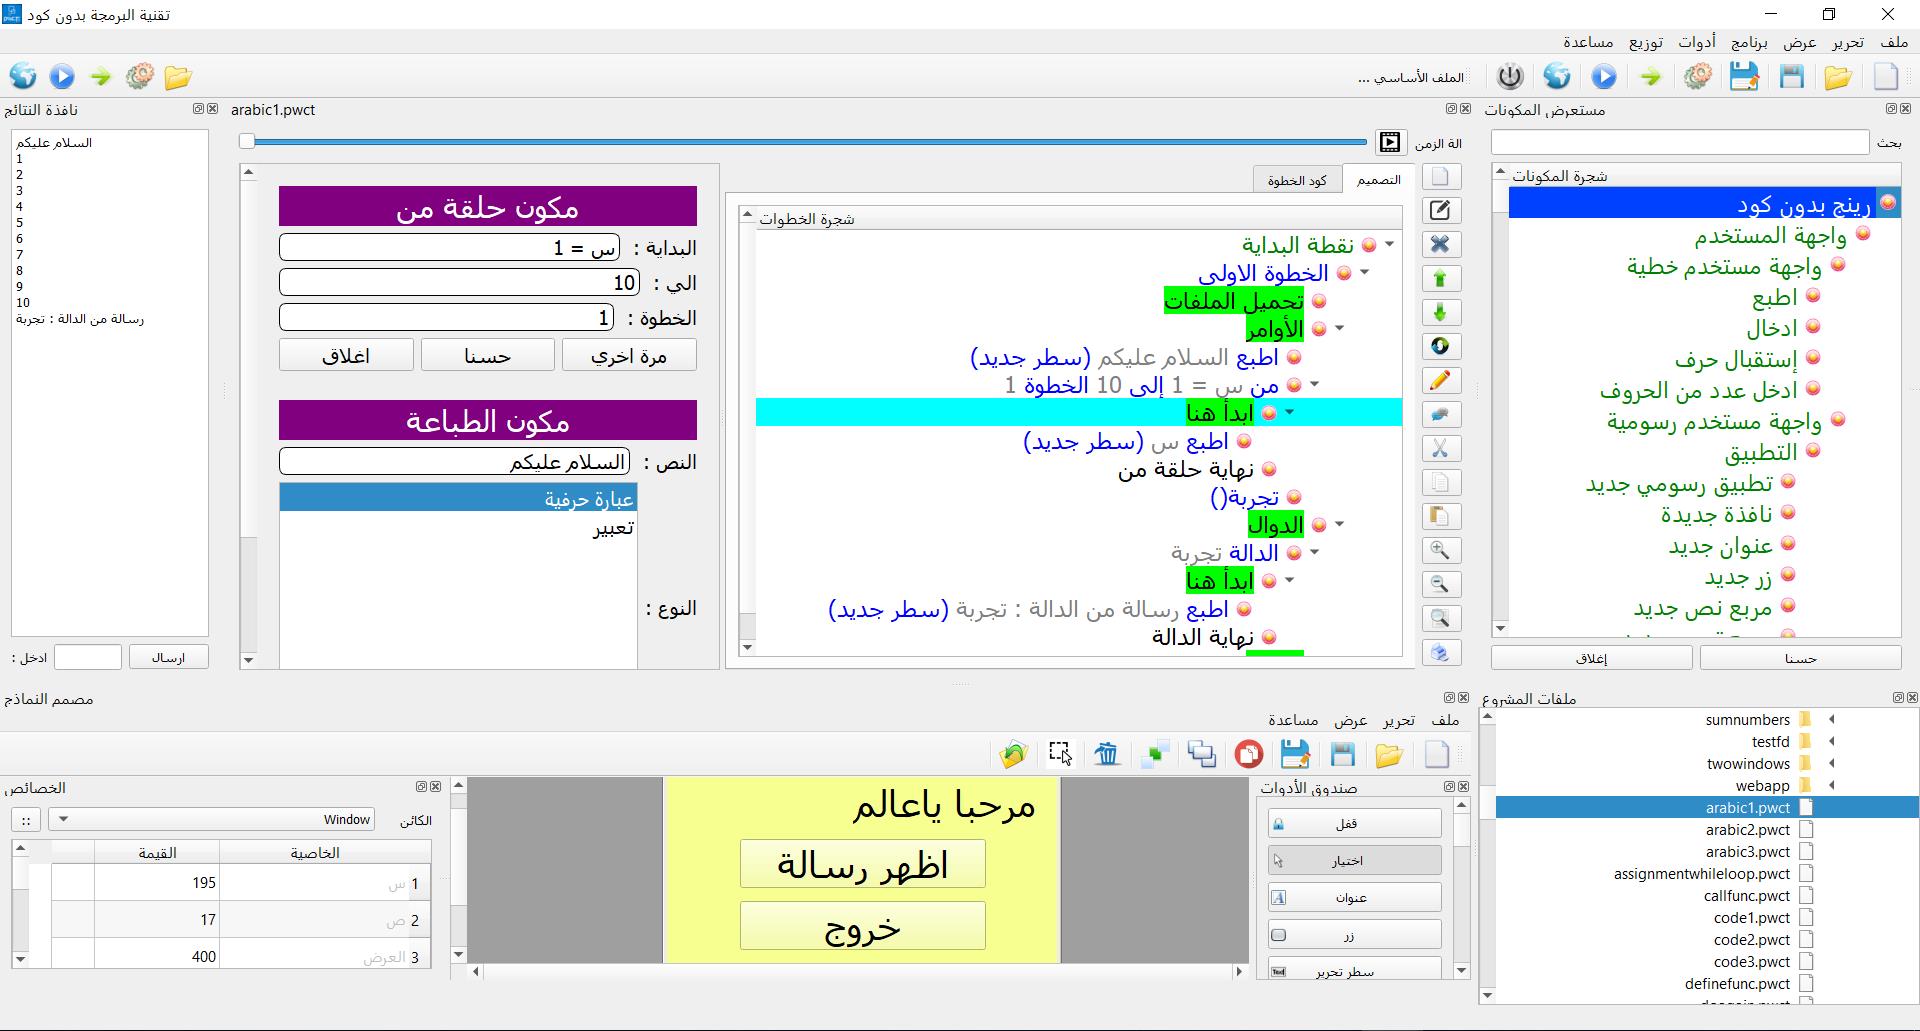 تقنية البرمجة بدون كود
ملف تحرير عرض برنامج أدوات توزيع مساعدة
الملف الأساسي ...
مستعرض المكونات
بحث
شجرة المكونات
رينج بدون كود
واجهة المستخدم
واجهة مستخدم خطية
اطبع
ادخال
إستقبال حرف
ادخل عدد من الحروف
واجهة مستخدم رسومية
التطبيق
تطبيق رسومي جديد
نافذة جديدة
عنوان جديد
زر جديد
مربع نص جديد
حسنا
إغلاق
arabic1.pwct
الة الزمن
التصميم
كود الخطوة
شجرة الخطوات
نقطة البداية
الخطوة الاولى
تحميل الملفات
الأوامر
اطبع السلام عليكم (سطر جديد)
من س = 1 إلى 10 الخطوة 1
ابدأ هنا
اطبع س (سطر جديد)
نهاية حلقة من
تجربة()
الدوال
الدالة تجربة
ابدأ هنا
اطبع رسالة من الدالة : تجربة (سطر جديد)
نهاية الدالة
مكون حلقة من
البداية : س = 1
الي : 10
الخطوة : 1
مرة اخري
حسنا
اغلاق
مكون الطباعة
النص : السلام عليكم
عبارة حرفية
تعبير
النوع :
نافذة النتائج
السلام عليكم
1
2
3
4
5
6
7
8
9
10
رسالة من الدالة : تجربة
ادخل :
ارسال
ملفات المشروع
sumnumbers
testfd
twowindows
webapp
arabic1.pwct
arabic2.pwct
arabic3.pwct
assignmentwhileloop.pwct
callfunc.pwct
code1.pwct
code2.pwct
code3.pwct
definefunc.pwct
مصمم النماذج
ملف تحرير عرض مساعدة
صندوق الأدوات
قفل
اختيار
عنوان
زر
سطر تحرير
مرحبا ياعالم
اظهر رسالة
خروج
الخصائص
الكائن Window ::
الخاصية القيمة
1 س 195
2 ص 17
3 العرض 400